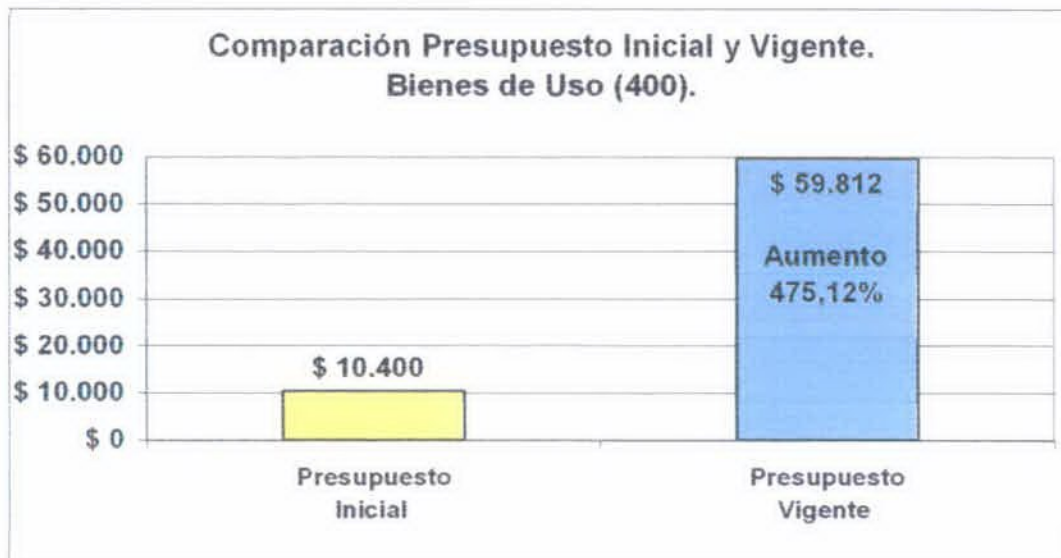 Comparación Presupuesto Inicial y Vigente.
Bienes de Uso (400).
$ 60.000
$ 50.000
$ 40.000
$ 30.000
$ 20.000
$ 10.000
$ 0
$ 10.400
$ 59.812
Aumento
475,12%
Presupuesto
Inicial
Presupuesto
Vigente